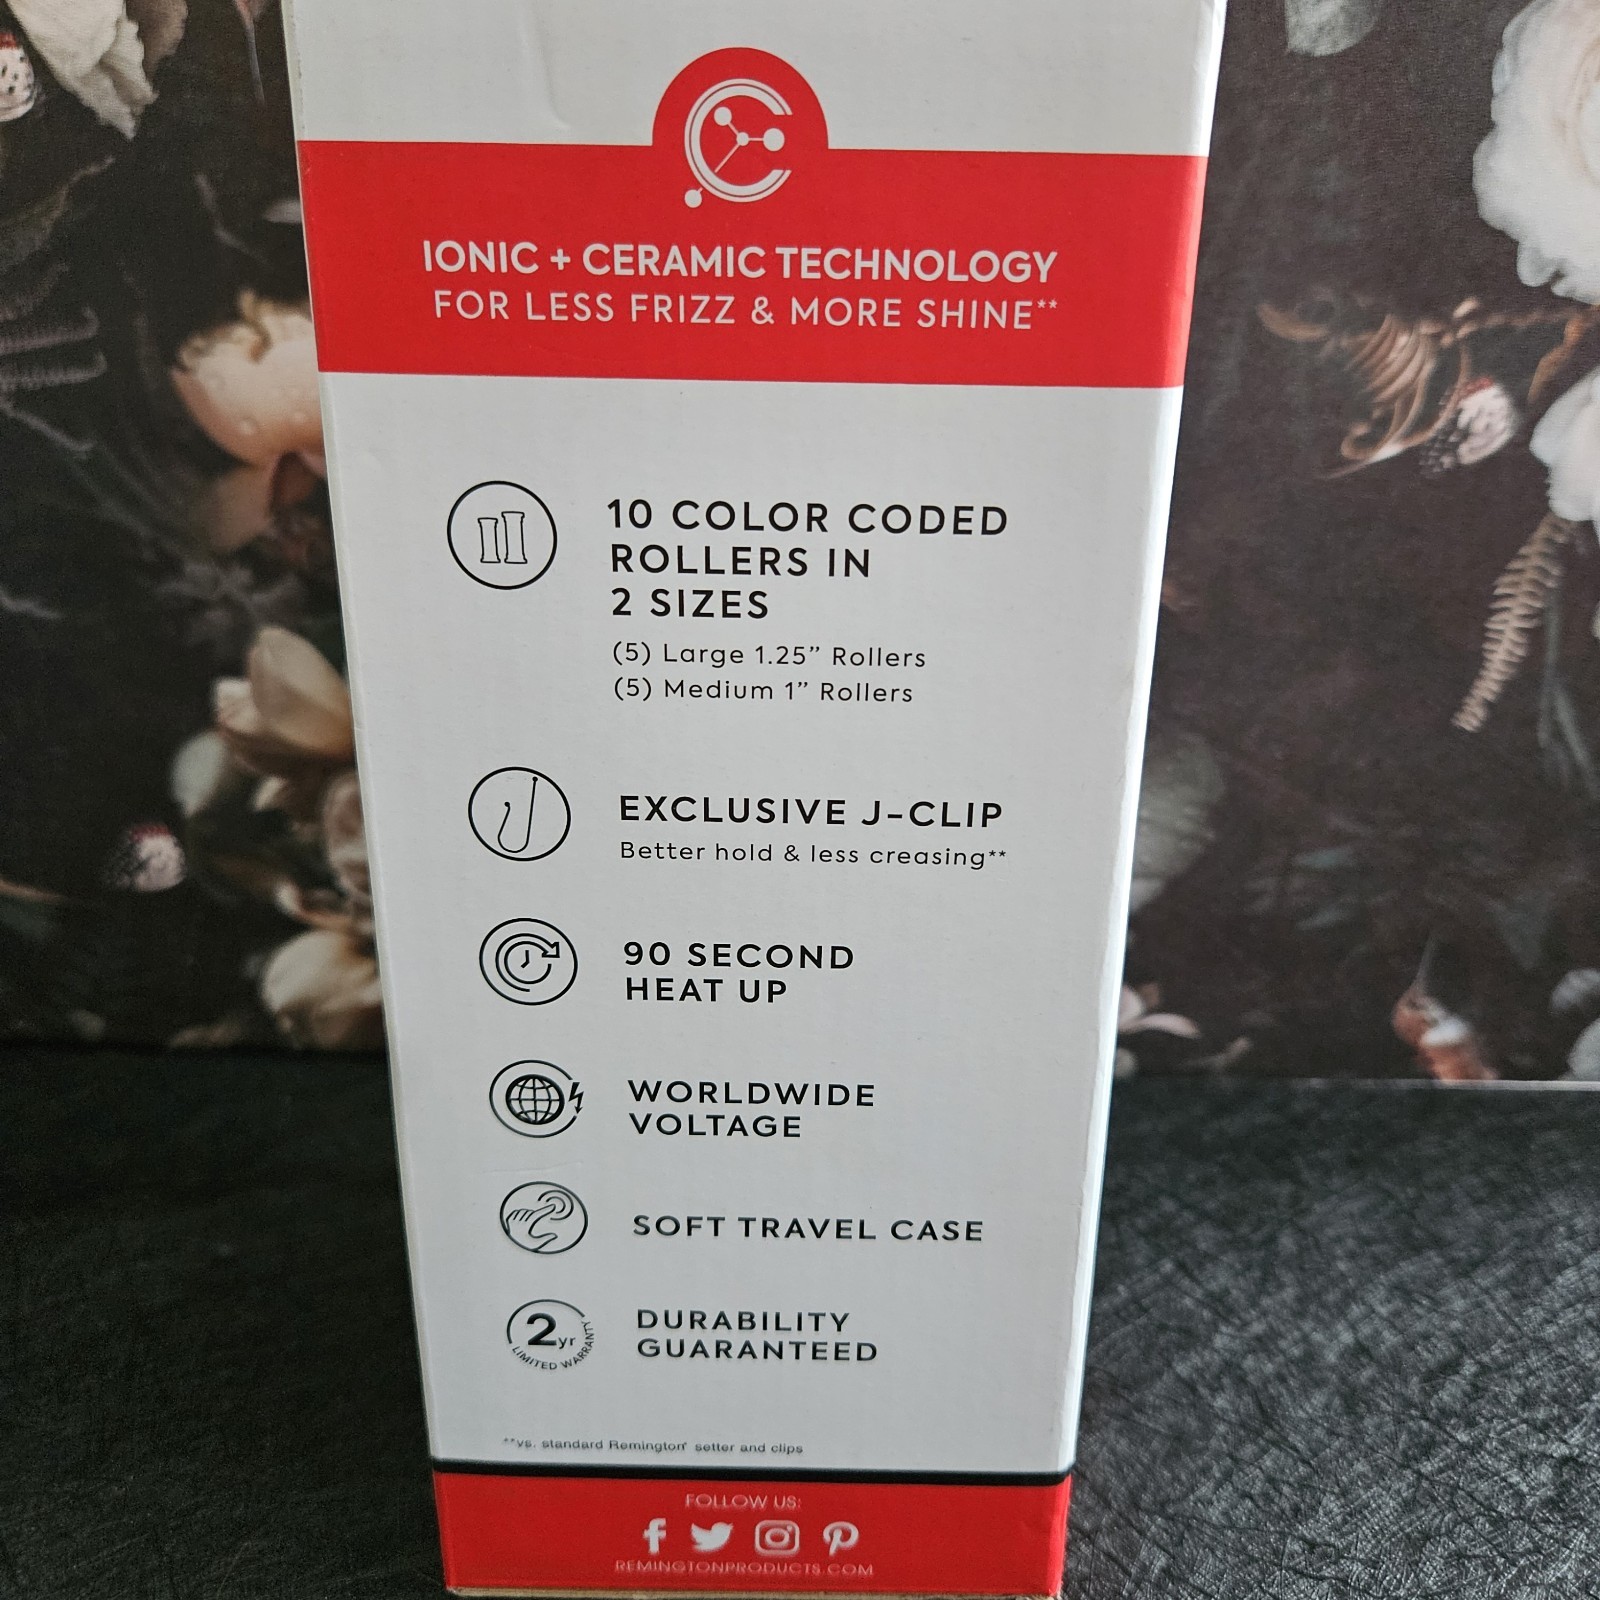 IONIC + CERAMIC TECHNOLOGY
FOR LESS FRIZZ & MORE SHINE**
10 COLOR CODED
ROLLERS IN
2 SIZES
(5) Large 1.25” Rollers
(5) Medium 1” Rollers
EXCLUSIVE J-CLIP
Better hold & less creasing**
90 SECOND
HEAT UP
WORLDWIDE
VOLTAGE
SOFT TRAVEL CASE
2yr
LIMITED WARRANTY
DURABILITY
GUARANTEED
**vs. standard Remington® setter and clips
FOLLOW US:
REMINGTONPRODUCTS.COM